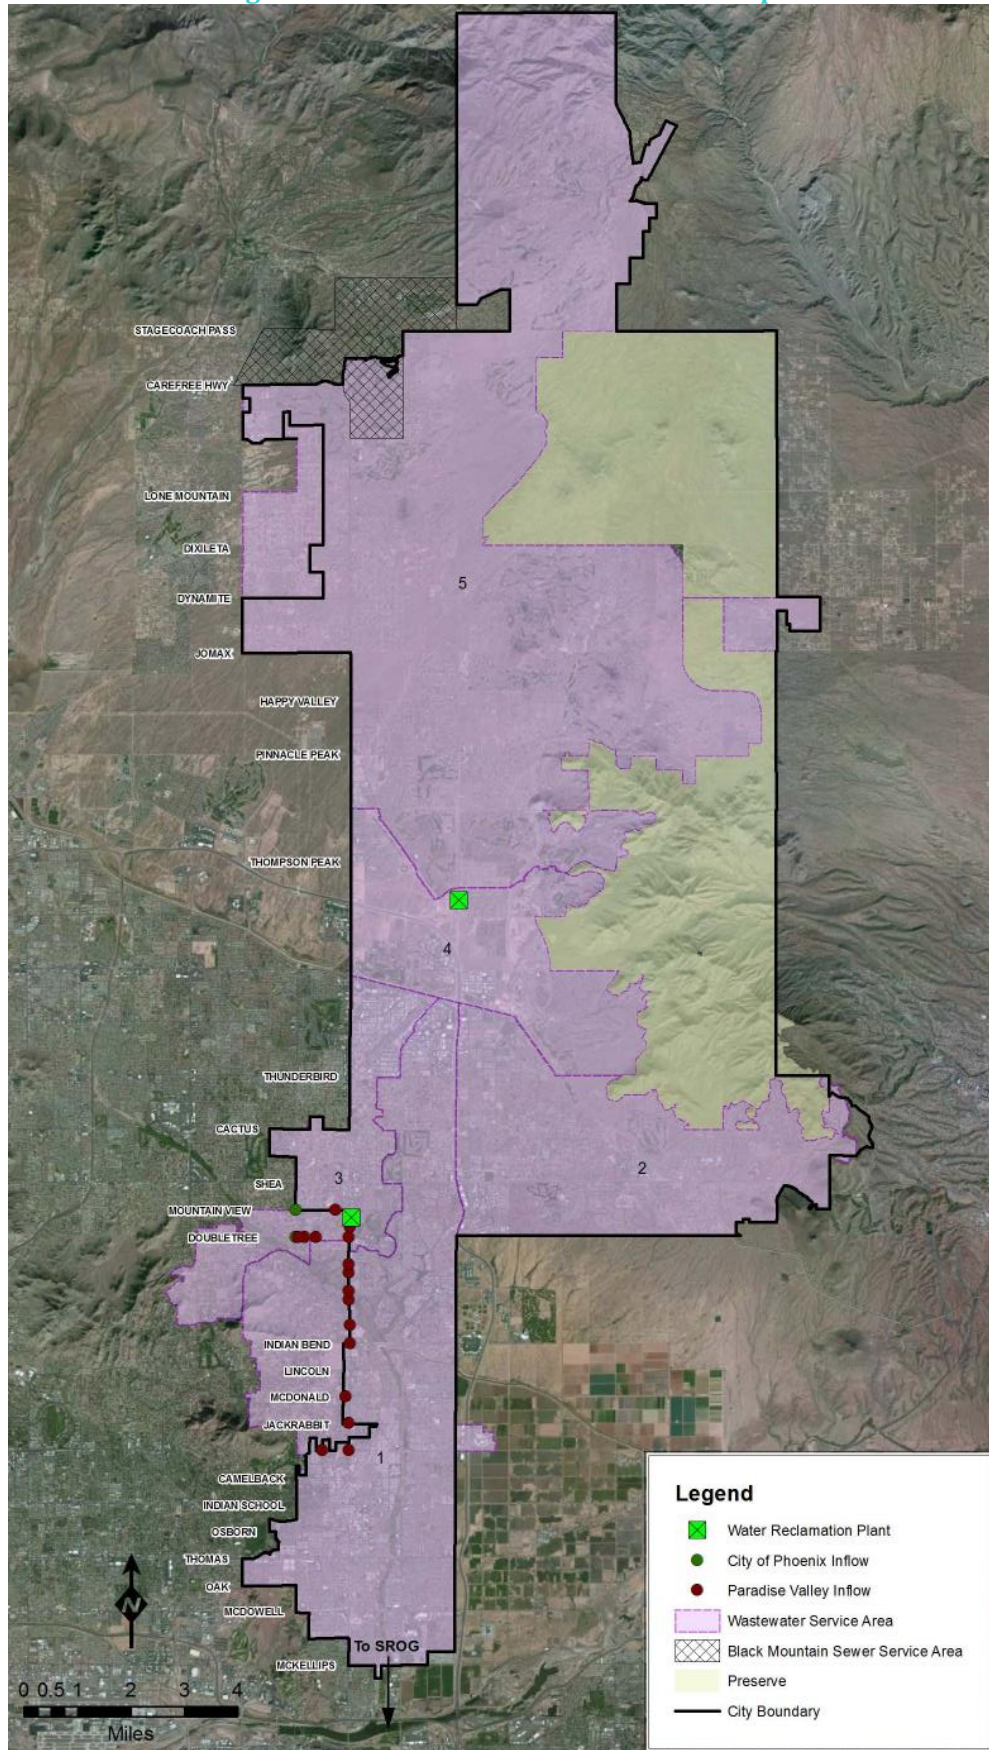 STAGECOACH PASS
CAREFREE HWY
LONE MOUNTAIN
DIXILETA
5
DYNAMITE
JOMAX
HAPPY VALLEY
PINNACLE PEAK
THOMPSON PEAK
4
THUNDERBIRD
CACTUS
2
3
SHEA
MOUNTAIN VIEW
DOUBLETREE
INDIAN BEND
LINCOLN
MCDONALD
JACKRABBIT
1
CAMELBACK
INDIAN SCHOOL
OSBORN
THOMAS
OAK
MCDOWELL
N
To SROG
MCKELLIPS
0 0.5 1 2 3 4
Miles
Legend
Water Reclamation Plant
City of Phoenix Inflow
Paradise Valley Inflow
Wastewater Service Area
Black Mountain Sewer Service Area
Preserve
City Boundary